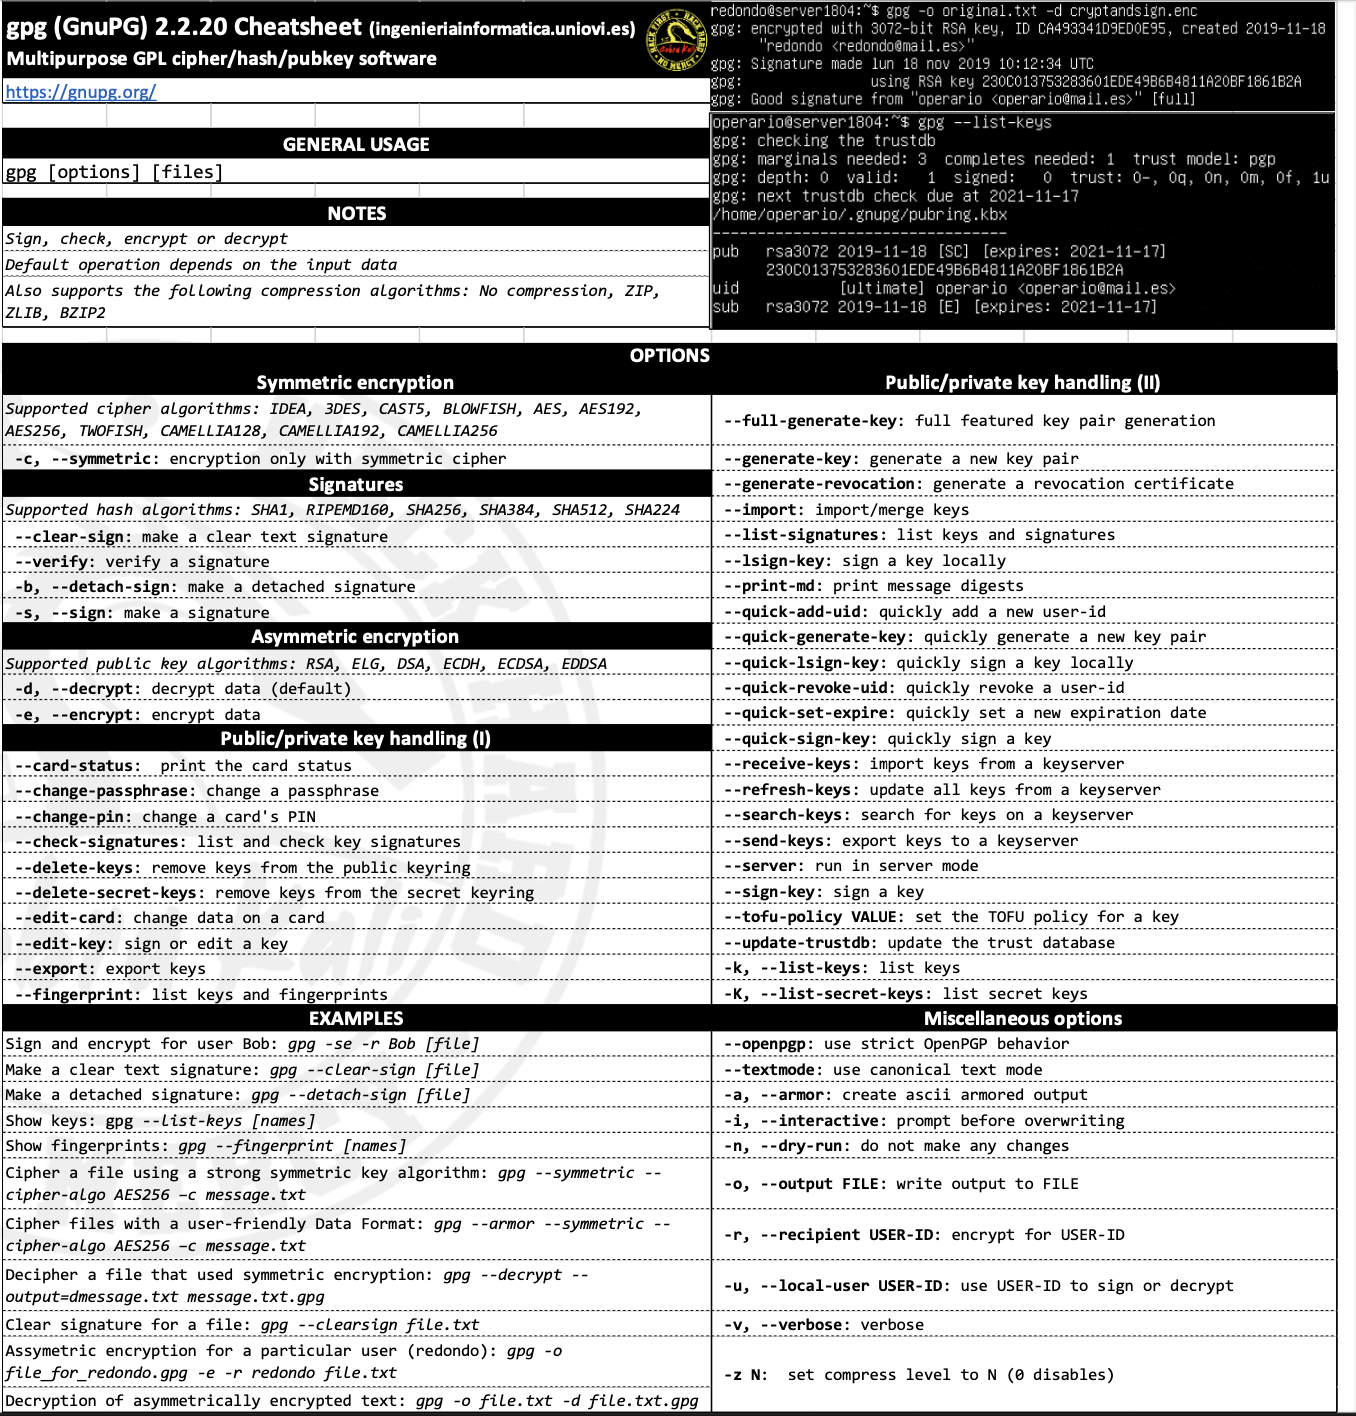 gpg (GnuPG) 2.2.20 Cheatsheet (ingenieriainformatica.uniovi.es)
Multipurpose GPL cipher/hash/pubkey software
https://gnupg.org/
HACK FIRST • HACK HARD
Cobra Kali
NO MERCY
redondo@server1804:~$ gpg -o original.txt -d cryptandsign.enc
gpg: encrypted with 3072-bit RSA key, ID CA493341D9ED0E95, created 2019-11-18
"redondo <redondo@mail.es>"
gpg: Signature made lun 18 nov 2019 10:12:34 UTC
gpg: using RSA key 230C013753283601EDE49B6B4811A20BF1861B2A
gpg: Good signature from "operario <operario@mail.es>" [full]
operario@server1804:~$ gpg --list-keys
gpg: checking the trustdb
gpg: marginals needed: 3 completes needed: 1 trust model: pgp
gpg: depth: 0 valid: 1 signed: 0 trust: 0-, 0q, 0n, 0m, 0f, 1u
gpg: next trustdb check due at 2021-11-17
/home/operario/.gnupg/pubring.kbx
---------------------------------
pub rsa3072 2019-11-18 [SC] [expires: 2021-11-17]
230C013753283601EDE49B6B4811A20BF1861B2A
uid [ultimate] operario <operario@mail.es>
sub rsa3072 2019-11-18 [E] [expires: 2021-11-17]
GENERAL USAGE
gpg [options] [files]
NOTES
Sign, check, encrypt or decrypt
Default operation depends on the input data
Also supports the following compression algorithms: No compression, ZIP,
ZLIB, BZIP2
OPTIONS
Symmetric encryption
Supported cipher algorithms: IDEA, 3DES, CAST5, BLOWFISH, AES, AES192,
AES256, TWOFISH, CAMELLIA128, CAMELLIA192, CAMELLIA256
-c, --symmetric: encryption only with symmetric cipher
Signatures
Supported hash algorithms: SHA1, RIPEMD160, SHA256, SHA384, SHA512, SHA224
--clear-sign: make a clear text signature
--verify: verify a signature
-b, --detach-sign: make a detached signature
-s, --sign: make a signature
Asymmetric encryption
Supported public key algorithms: RSA, ELG, DSA, ECDH, ECDSA, EDDSA
-d, --decrypt: decrypt data (default)
-e, --encrypt: encrypt data
Public/private key handling (I)
--card-status: print the card status
--change-passphrase: change a passphrase
--change-pin: change a card's PIN
--check-signatures: list and check key signatures
--delete-keys: remove keys from the public keyring
--delete-secret-keys: remove keys from the secret keyring
--edit-card: change data on a card
--edit-key: sign or edit a key
--export: export keys
--fingerprint: list keys and fingerprints
Public/private key handling (II)
--full-generate-key: full featured key pair generation
--generate-key: generate a new key pair
--generate-revocation: generate a revocation certificate
--import: import/merge keys
--list-signatures: list keys and signatures
--lsign-key: sign a key locally
--print-md: print message digests
--quick-add-uid: quickly add a new user-id
--quick-generate-key: quickly generate a new key pair
--quick-lsign-key: quickly sign a key locally
--quick-revoke-uid: quickly revoke a user-id
--quick-set-expire: quickly set a new expiration date
--quick-sign-key: quickly sign a key
--receive-keys: import keys from a keyserver
--refresh-keys: update all keys from a keyserver
--search-keys: search for keys on a keyserver
--send-keys: export keys to a keyserver
--server: run in server mode
--sign-key: sign a key
--tofu-policy VALUE: set the TOFU policy for a key
--update-trustdb: update the trust database
-k, --list-keys: list keys
-K, --list-secret-keys: list secret keys
EXAMPLES
Sign and encrypt for user Bob: gpg -se -r Bob [file]
Make a clear text signature: gpg --clear-sign [file]
Make a detached signature: gpg --detach-sign [file]
Show keys: gpg --list-keys [names]
Show fingerprints: gpg --fingerprint [names]
Cipher a file using a strong symmetric key algorithm: gpg --symmetric --
cipher-algo AES256 –c message.txt
Cipher files with a user-friendly Data Format: gpg --armor --symmetric --
cipher-algo AES256 –c message.txt
Decipher a file that used symmetric encryption: gpg --decrypt --
output=dmessage.txt message.txt.gpg
Clear signature for a file: gpg --clearsign file.txt
Assymetric encryption for a particular user (redondo): gpg -o
file_for_redondo.gpg -e -r redondo file.txt
Decryption of asymmetrically encrypted text: gpg -o file.txt -d file.txt.gpg
Miscellaneous options
--openpgp: use strict OpenPGP behavior
--textmode: use canonical text mode
-a, --armor: create ascii armored output
-i, --interactive: prompt before overwriting
-n, --dry-run: do not make any changes
-o, --output FILE: write output to FILE
-r, --recipient USER-ID: encrypt for USER-ID
-u, --local-user USER-ID: use USER-ID to sign or decrypt
-v, --verbose: verbose
-z N: set compress level to N (0 disables)